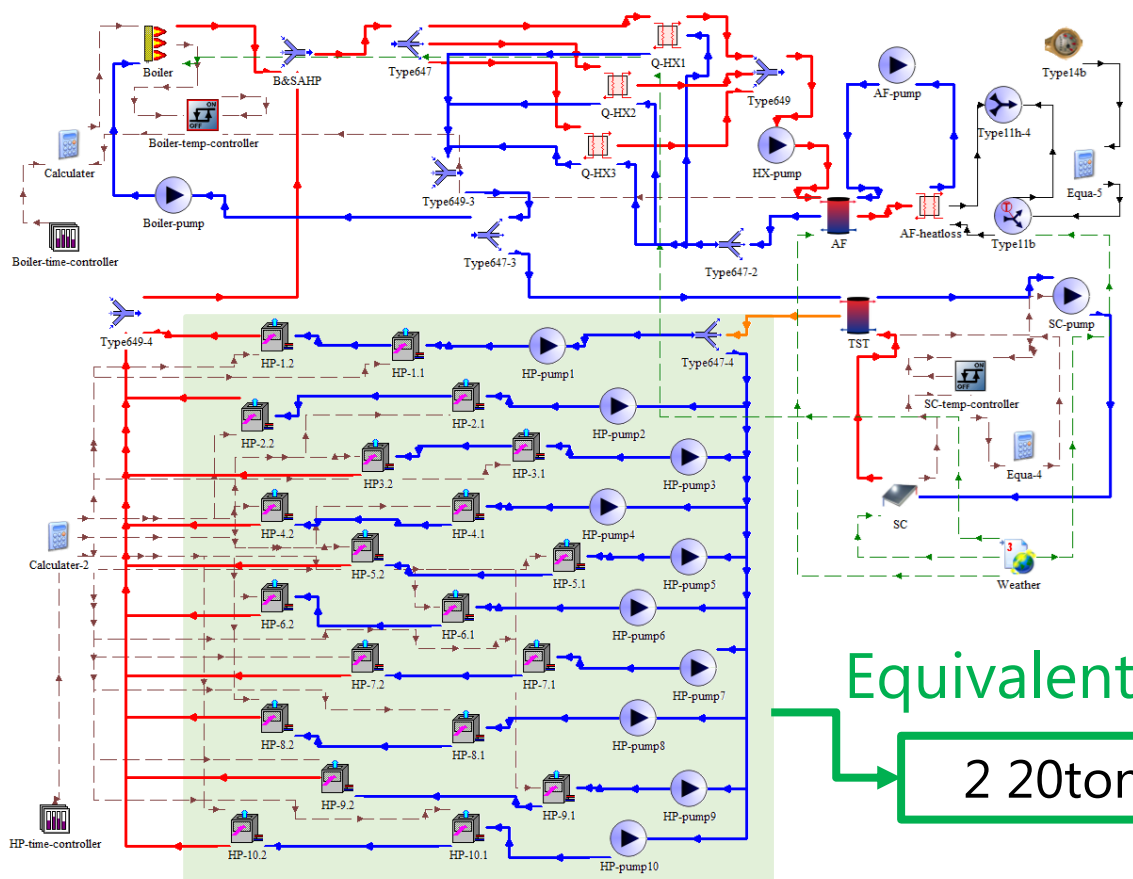 Boiler
B&SAHP
Type647
Q-HX1
Type649
AF-pump
Type14b
Q-HX2
Type11h-4
ON
OFF
Boiler-temp-controller
Calculater
Q-HX3
HX-pump
Equa-5
Type649-3
Boiler-pump
AF
AF-heatloss
Type11b
Boiler-time-controller
Type647-3
Type647-2
Type649-4
TST
SC-pump
HP-1.2
HP-1.1
HP-pump1
Type647-4
ON
OFF
SC-temp-controller
HP-2.2
HP-2.1
HP-pump2
HP3.2
HP-3.1
HP-pump3
Equa-4
HP-4.2
HP-4.1
HP-pump4
SC
Calculater-2
HP-5.2
HP-5.1
HP-pump5
3
Weather
HP-6.2
HP-6.1
HP-pump6
HP-7.2
HP-7.1
HP-pump7
Equivalent
HP-8.2
HP-8.1
HP-pump8
2 20ton
HP-9.2
HP-9.1
HP-pump9
HP-time-controller
HP-10.2
HP-10.1
HP-pump10